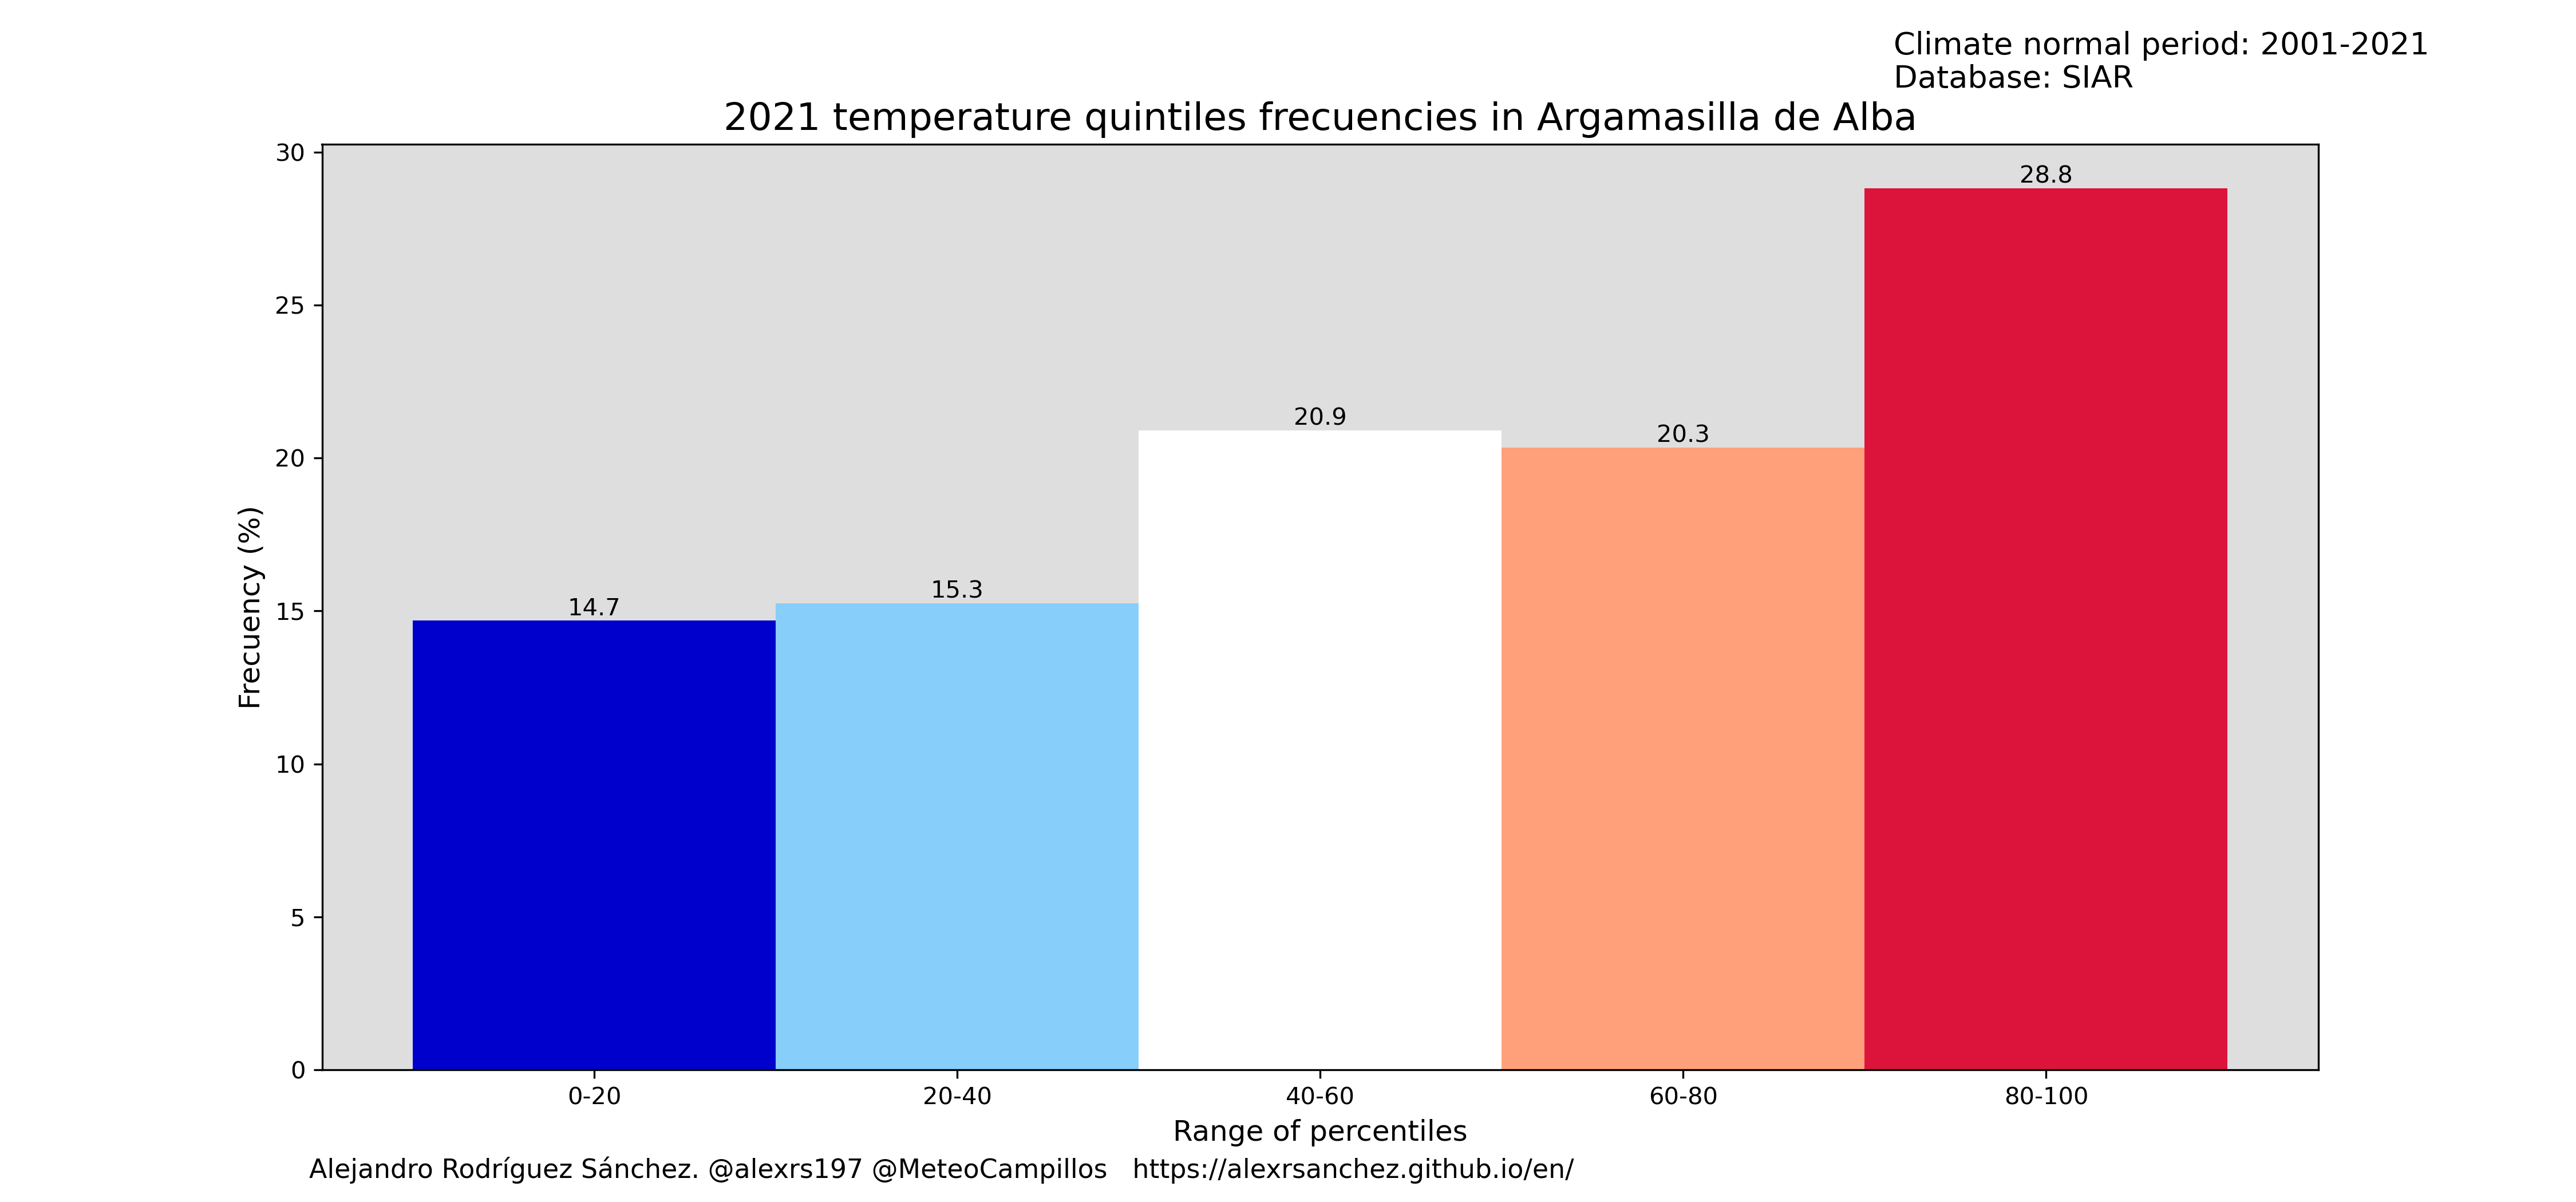 Climate normal period: 2001-2021
Database: SIAR
2021 temperature quintiles frecuencies in Argamasilla de Alba
30
25
20
15
10
5
0
Frecuency (%)
14.7
15.3
20.9
20.3
28.8
0-20
20-40
40-60
60-80
80-100
Range of percentiles
Alejandro Rodríguez Sánchez. @alexrs197 @MeteoCampillos   https://alexrsanchez.github.io/en/